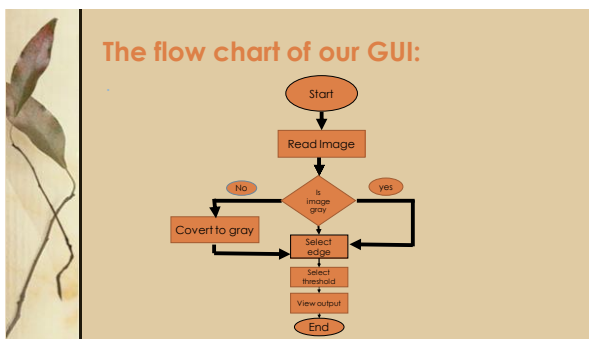 The flow chart of our GUI:
Start
Read Image
Is
image
gray
No
yes
Covert to gray
Select
edge
Select
threshold
View output
End